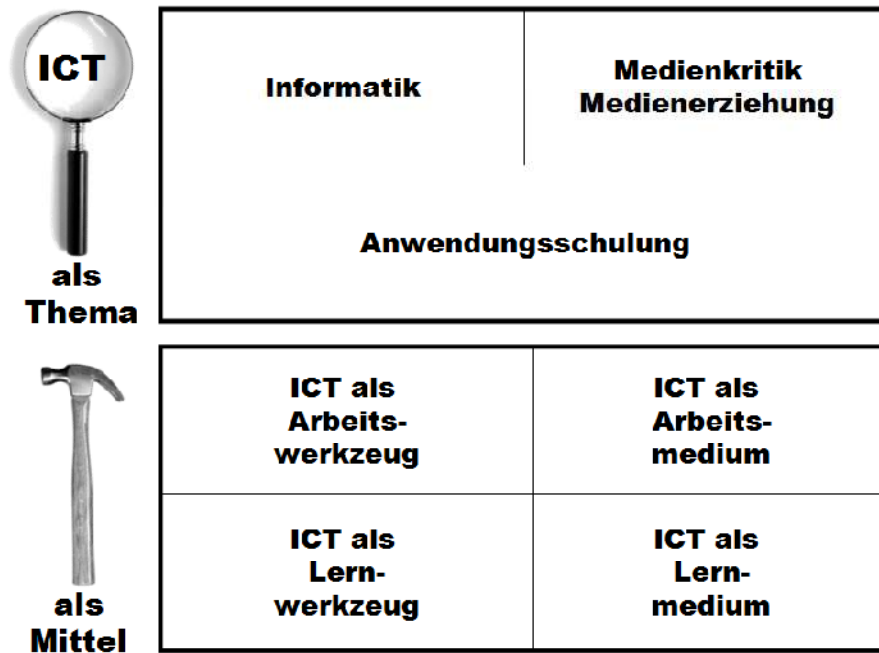 ICT
als
Thema
Informatik
Medienkritik
Medienerziehung
Anwendungsschulung
als
Mittel
ICT als
Arbeits-
werkzeug
ICT als
Arbeits-
medium
ICT als
Lern-
werkzeug
ICT als
Lern-
medium